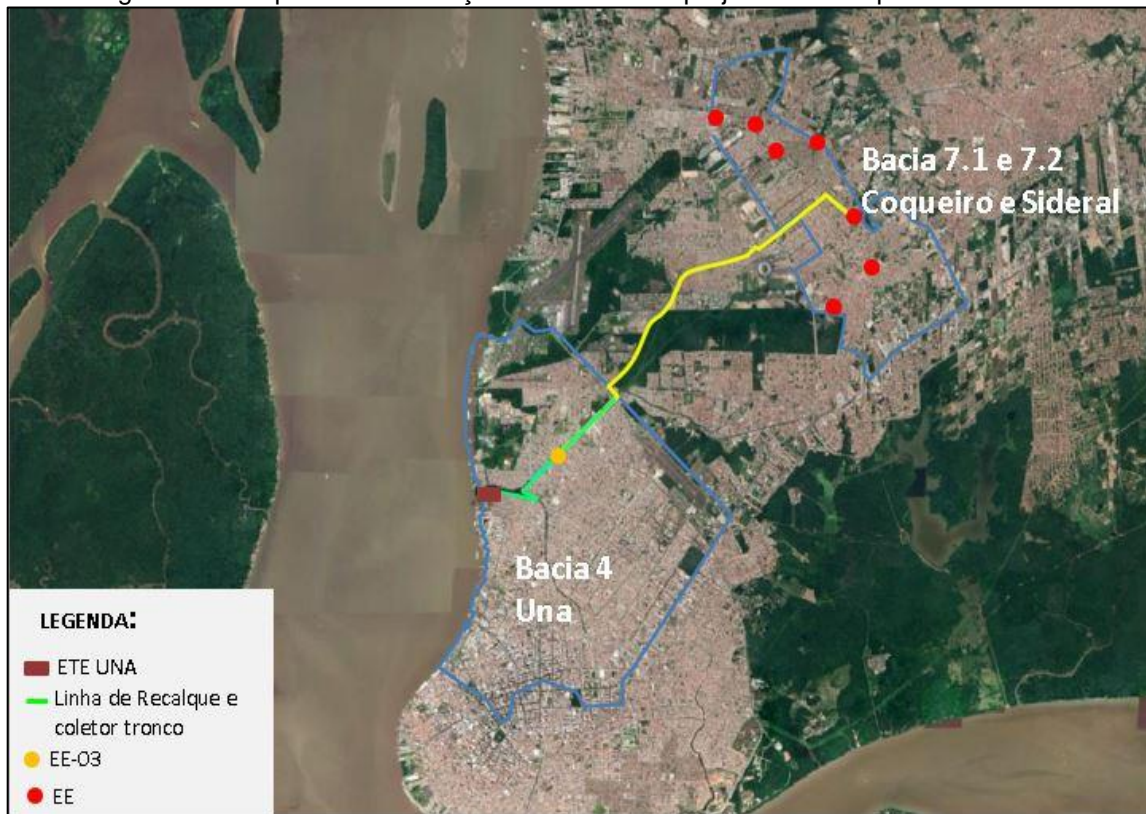 Bacia 7.1 e 7.2
Coqueiro e Sideral
Bacia 4
Una
LEGENDA:
ETE UNA
Linha de Recalque e
coletor tronco
EE-03
EE